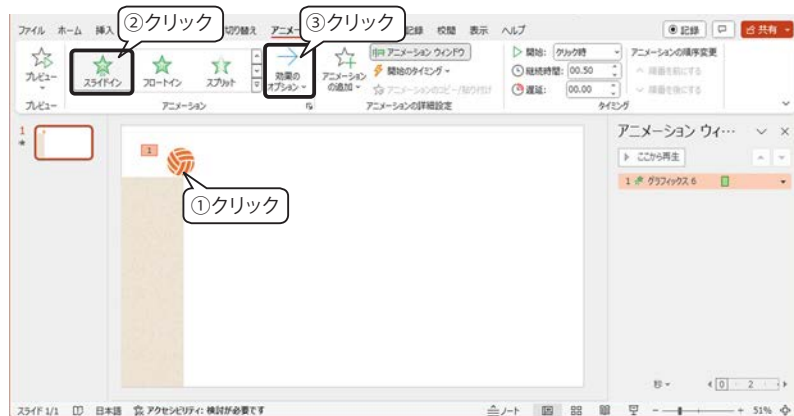 ②クリック
③クリック
①クリック
ファイル ホーム 挿入 切り替え アニメーション 記録 校閲 表示 ヘルプ
記録
共有
プレビュー
スライドイン
フロートイン
スプリット
効果の
オプション
アニメーション
の追加
アニメーション ウィンドウ
開始のタイミング
アニメーションのコピー/貼り付け
開始: クリック時
継続時間: 00.50
遅延: 00.00
アニメーションの順序変更
順番を前にする
順番を後にする
プレビュー
アニメーション
アニメーションの詳細設定
タイミング
1
1
アニメーション ウィ…
ここから再生
1 グラフィックス 6
秒
0 2
スライド 1/1 日本語 アクセシビリティ: 検討が必要です
ノート
51%